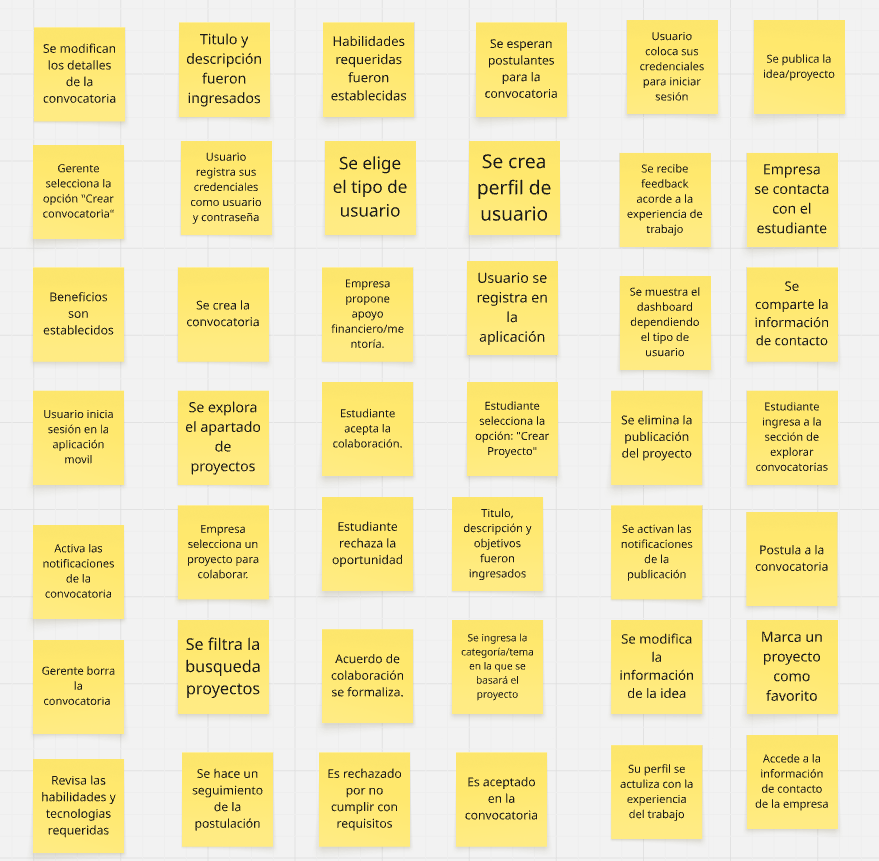 Se modifican
los detalles
de la
convocatoria
Titulo y
descripción
fueron
ingresados
Habilidades
requeridas
fueron
establecidas
Se esperan
postulantes
para la
convocatoria
Usuario
coloca sus
credenciales
para iniciar
sesión
Se publica la
idea/proyecto
Gerente
selecciona la
opción "Crear
convocatoria"
Usuario
registra sus
credenciales
como usuario
y contraseña
Se elige
el tipo de
usuario
Se crea
perfil de
usuario
Se recibe
feedback
acorde a la
experiencia de
trabajo
Empresa
se contacta
con el
estudiante
Beneficios
son
establecidos
Se crea la
convocatoria
Empresa
propone
apoyo
financiero/me
ntoría.
Usuario se
registra en
la
aplicación
Se muestra el
dashboard
dependiendo
el tipo de
usuario
Se
comparte la
información
de contacto
Usuario inicia
sesión en la
aplicación
movil
Se explora
el apartado
de
proyectos
Estudiante
acepta la
colaboración.
Estudiante
selecciona la
opción: "Crear
Proyecto"
Se elimina la
publicación
del proyecto
Estudiante
ingresa a la
sección de
explorar
convocatorias
Activa las
notificaciones
de la
convocatoria
Empresa
selecciona un
proyecto para
colaborar.
Estudiante
rechaza la
oportunidad
Titulo,
descripción y
objetivos
fueron
ingresados
Se activan las
notificaciones
de la
publicación
Postula a la
convocatoria
Gerente borra
la
convocatoria
Se filtra la
busqueda
proyectos
Acuerdo de
colaboración
se formaliza.
Se ingresa la
categoría/tema
en la que se
basará el
proyecto
Se modifica
la
información
de la idea
Marca un
proyecto
como
favorito
Revisa las
habilidades y
tecnologias
requeridas
Se hace un
seguimiento
de la
postulación
Es rechazado
por no
cumplir con
requisitos
Es aceptado
en la
convocatoria
Su perfil se
actuliza con la
experiencia
del trabajo
Accede a la
información
de contacto
de la empresa